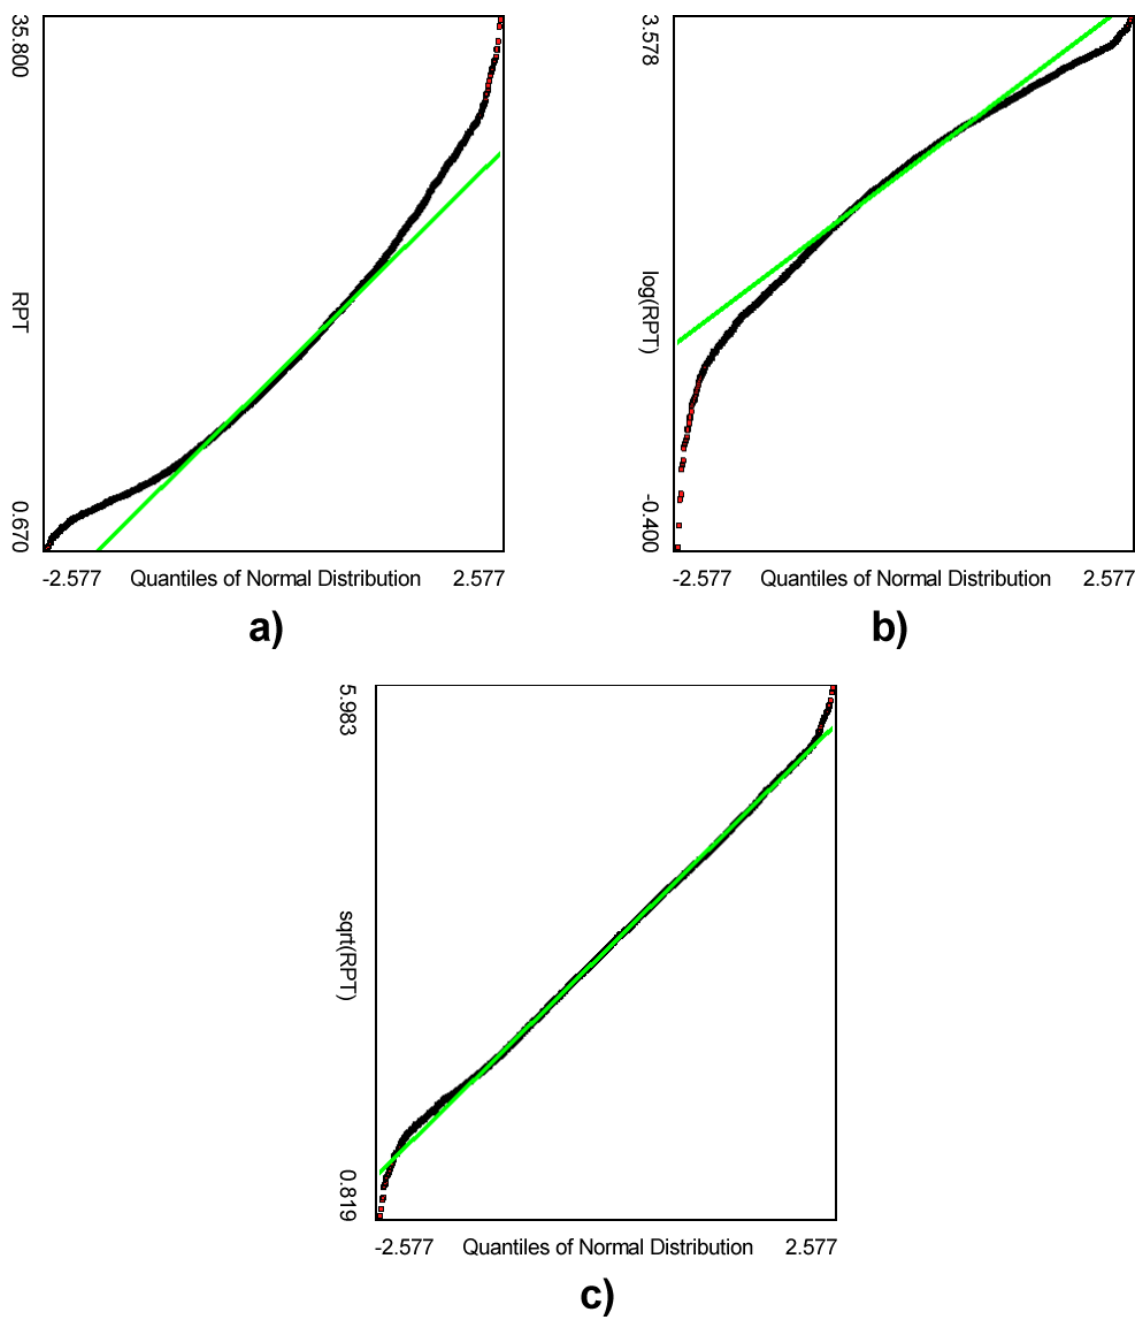 35.800
RPT
0.670
-2.577 Quantiles of Normal Distribution 2.577
a)
3.578
log(RPT)
-0.400
-2.577 Quantiles of Normal Distribution 2.577
b)
5.983
sqrt(RPT)
0.819
-2.577 Quantiles of Normal Distribution 2.577
c)